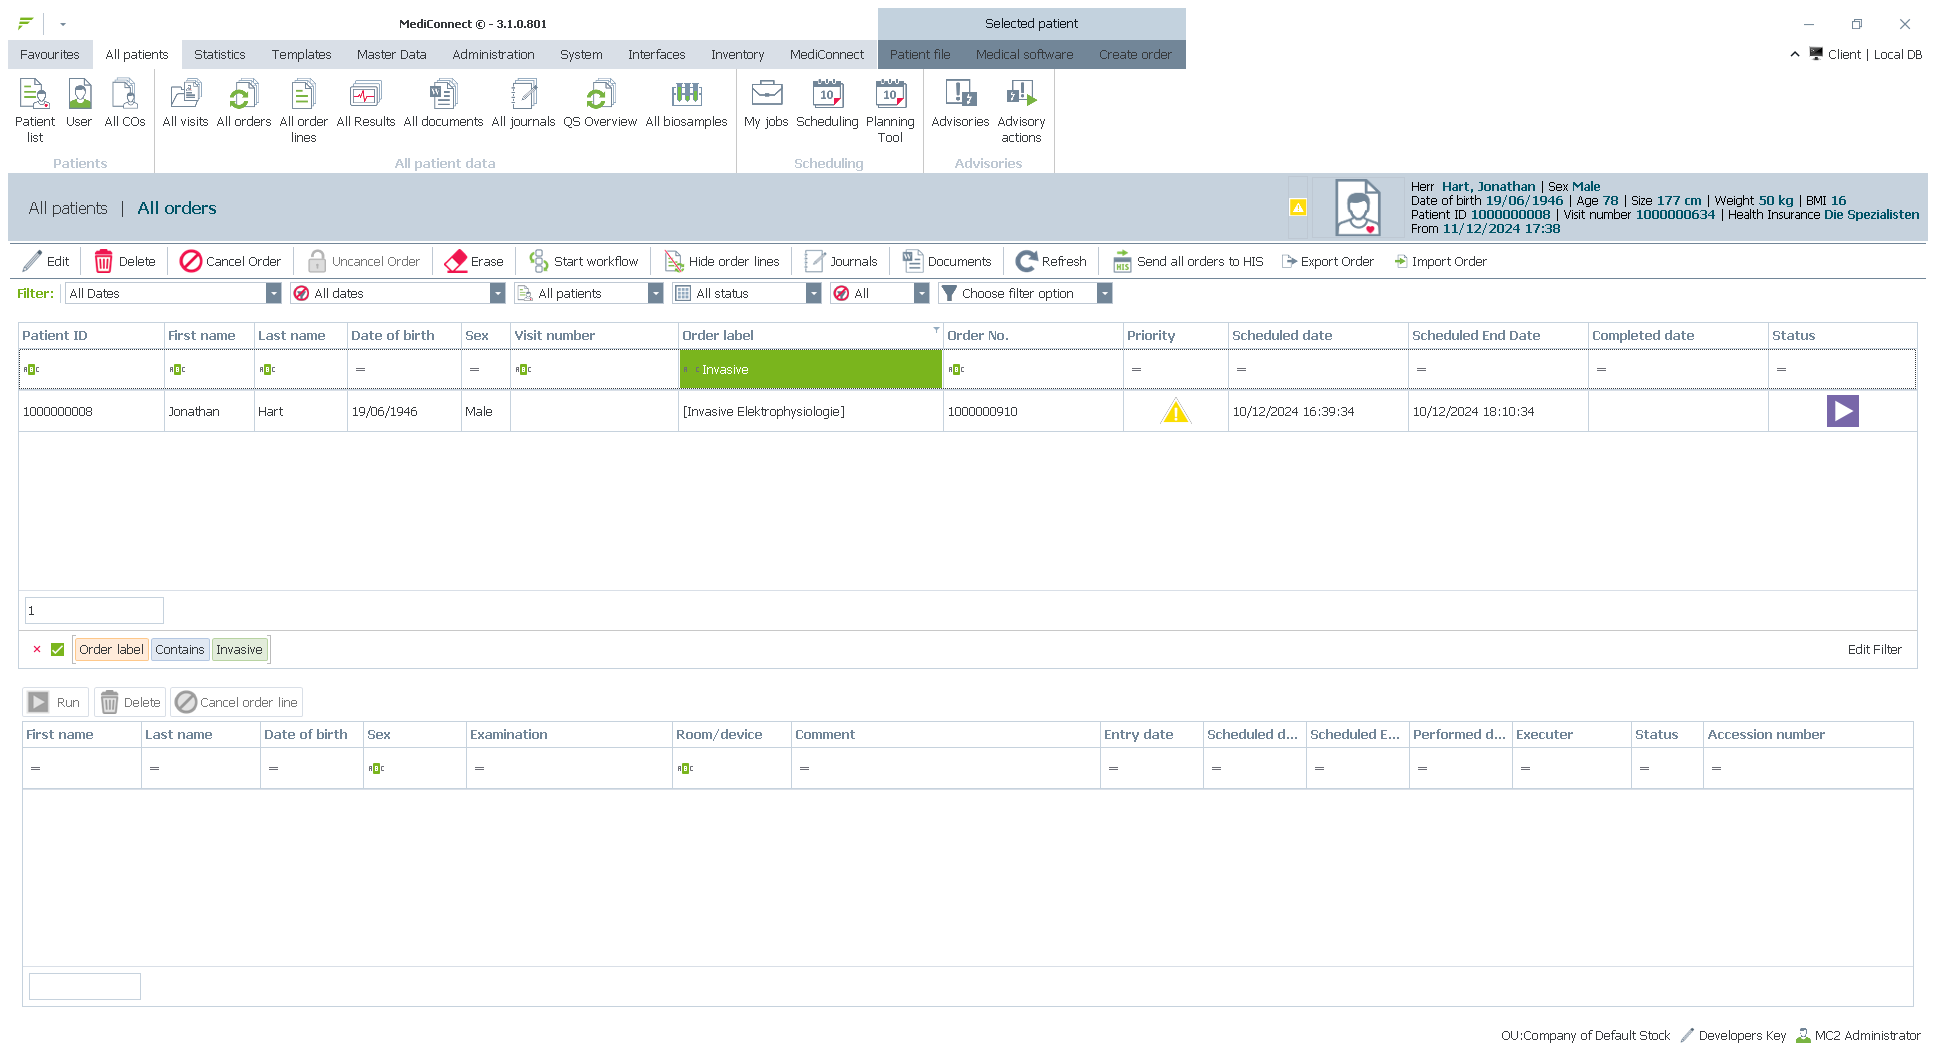 MediConnect © - 3.1.0.801
Selected patient
Favourites All patients Statistics Templates Master Data Administration System Interfaces Inventory MediConnect Patient file Medical software Create order Client | Local DB
Patient list User All COs All visits All orders All order lines All Results All documents All journals QS Overview All biosamples My jobs Scheduling Planning Tool Advisories Advisory actions
Patients All patient data Scheduling Advisories
All patients | All orders
Herr Hart, Jonathan | Sex Male
Date of birth 19/06/1946 | Age 78 | Size 177 cm | Weight 50 kg | BMI 16
Patient ID 1000000008 | Visit number 1000000634 | Health Insurance Die Spezialisten
From 11/12/2024 17:38
Edit Delete Cancel Order Uncancel Order Erase Start workflow Hide order lines Journals Documents Refresh HIS Send all orders to HIS Export Order Import Order
Filter: All Dates All dates All patients All status All Choose filter option
Patient ID First name Last name Date of birth Sex Visit number Order label Order No. Priority Scheduled date Scheduled End Date Completed date Status
ABC ABC ABC = = ABC Invasive ABC = = = = =
1000000008 Jonathan Hart 19/06/1946 Male [Invasive Elektrophysiologie] 1000000910 10/12/2024 16:39:34 10/12/2024 18:10:34
1
Order label Contains Invasive Edit Filter
Run Delete Cancel order line
First name Last name Date of birth Sex Examination Room/device Comment Entry date Scheduled d... Scheduled E... Performed d... Executer Status Accession number
= = = ABC = ABC = = = = = = = =
OU:Company of Default Stock Developers Key MC2 Administrator